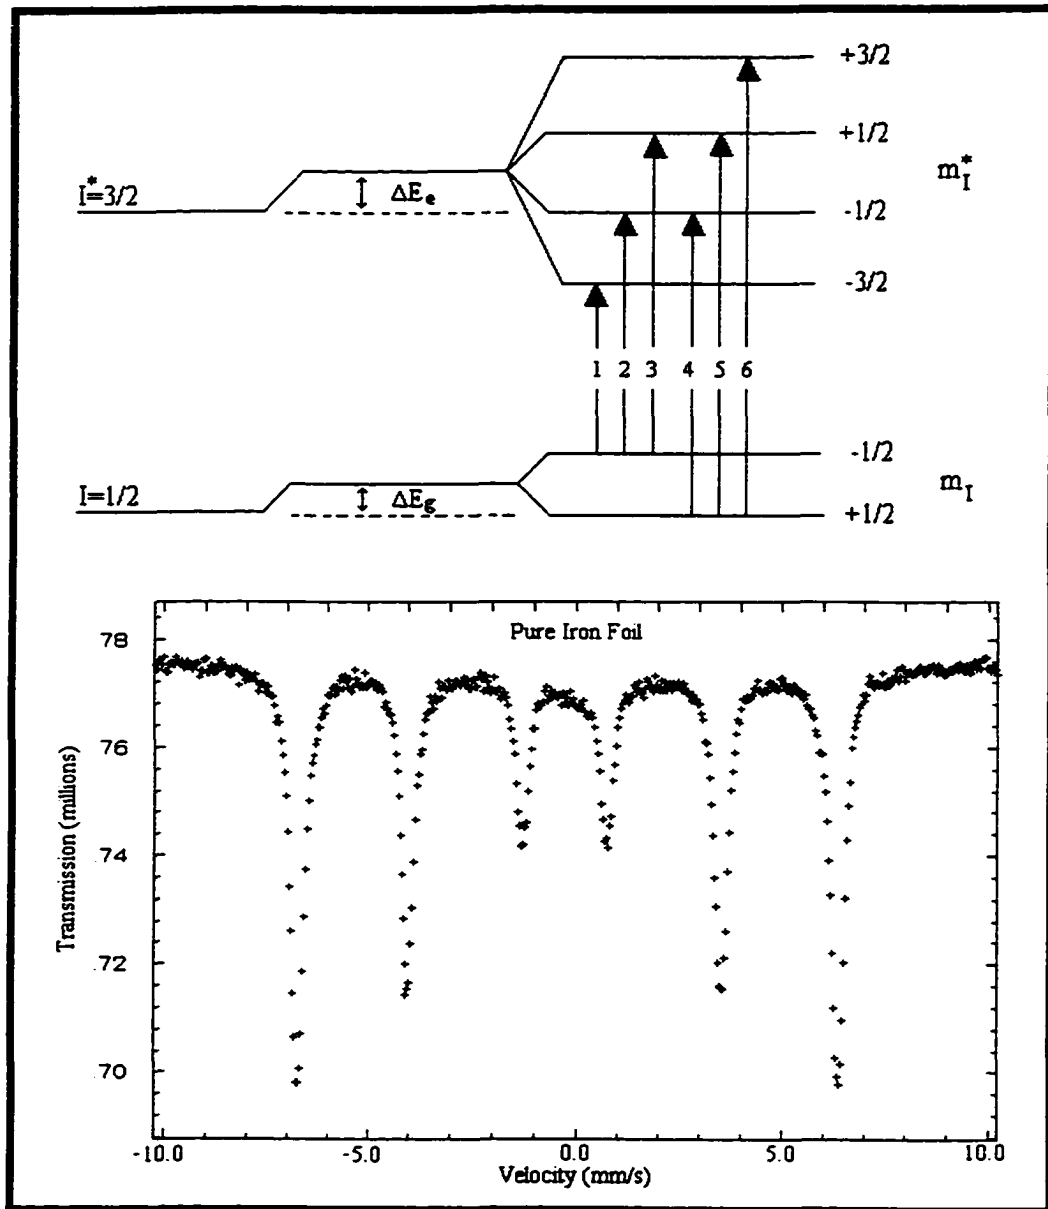 +3/2
+1/2
I*=3/2
ΔEe
mI*
-1/2
-3/2
1 2 3 4 5 6
-1/2
I=1/2
ΔEg
mI
+1/2
Pure Iron Foil
.78
.76
.74
.72
.70
Transmission (millions)
-10.0 -5.0 0.0 5.0 10.0
Velocity (mm/s)